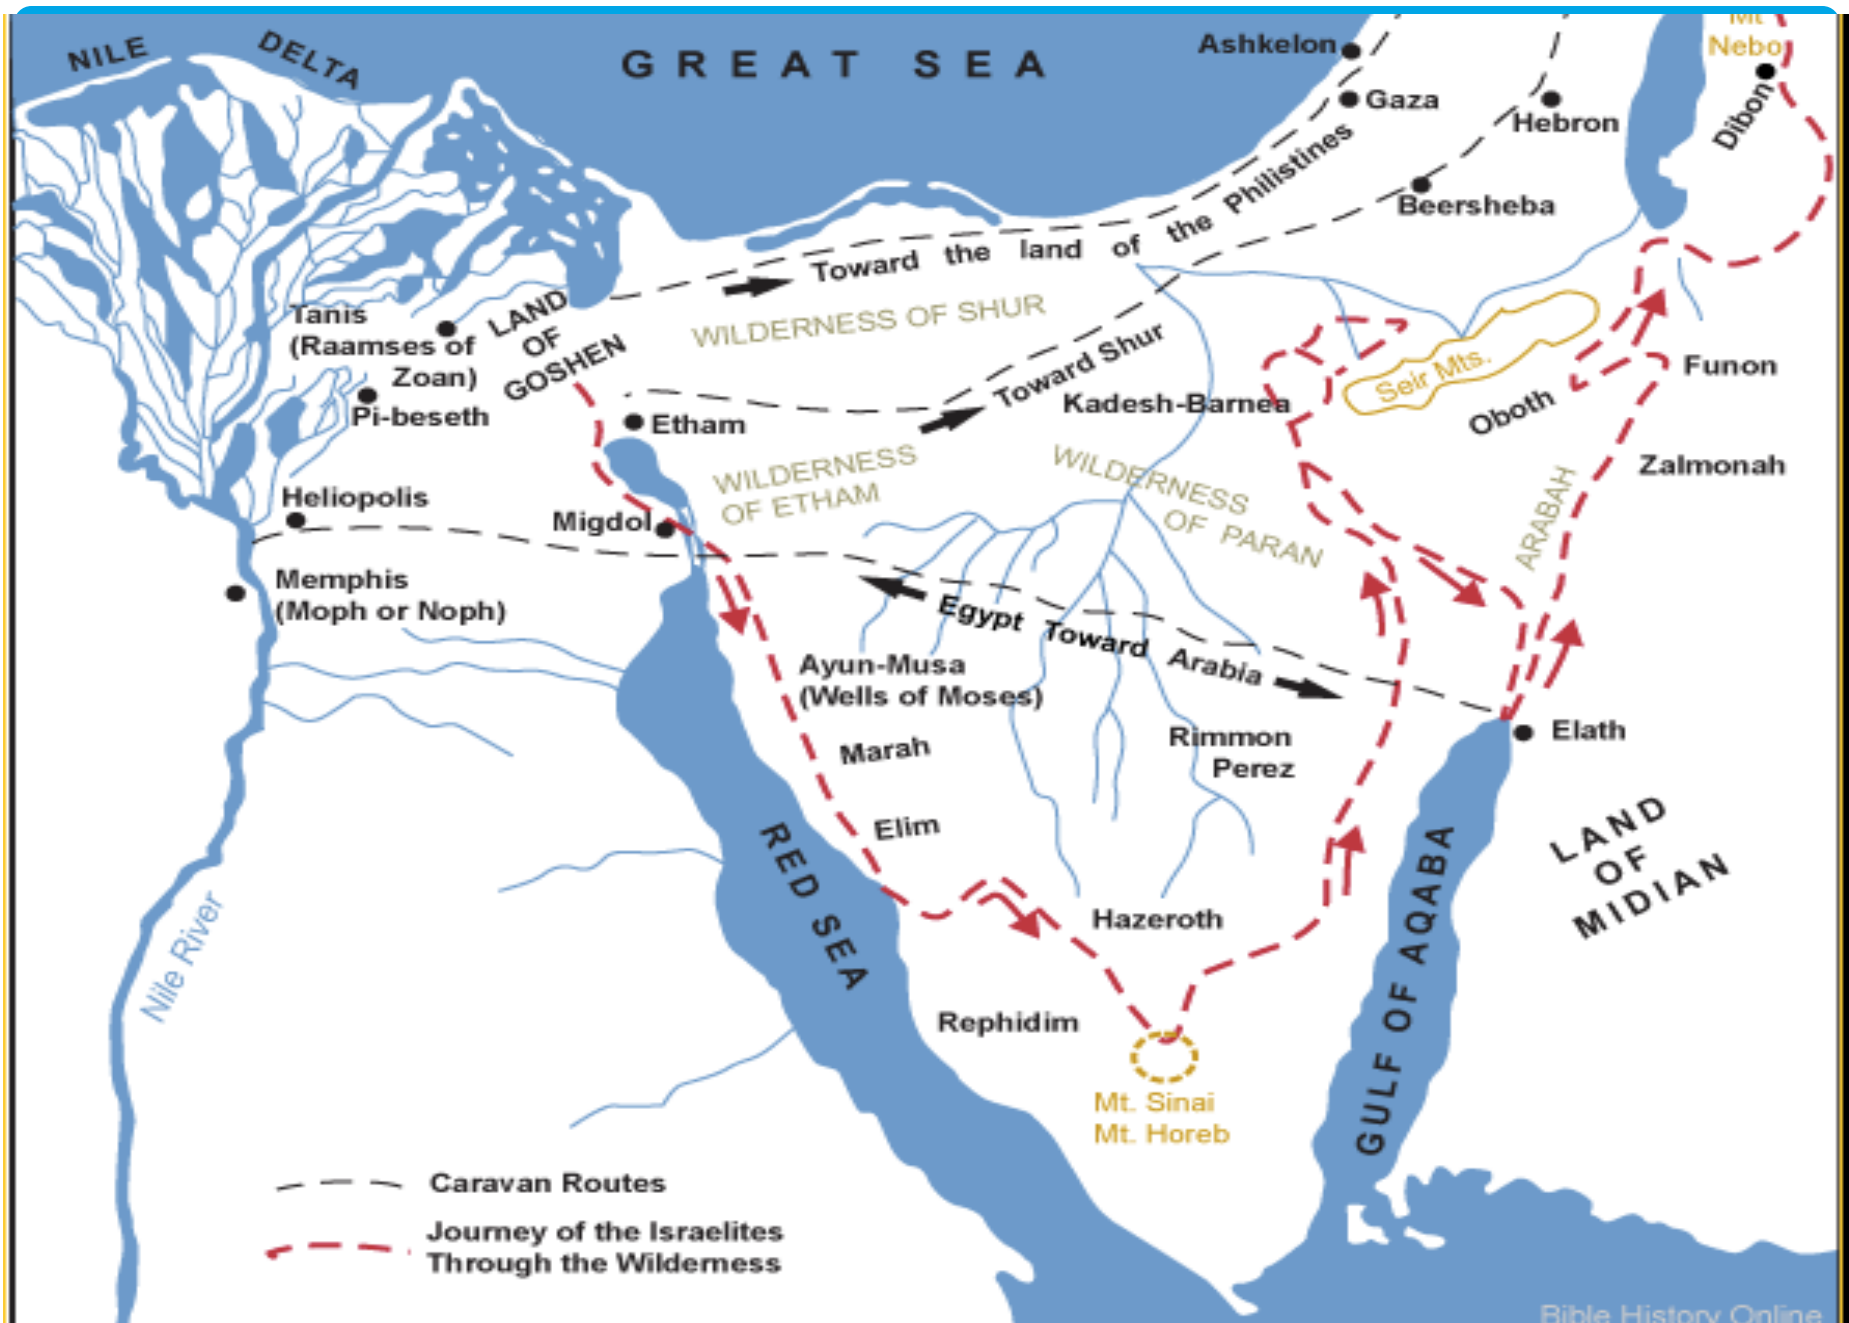 NILE DELTA
GREAT SEA
Ashkelon
Gaza
Mt
Nebo
Dibon
Hebron
Beersheba
Toward the land of the Philistines
WILDERNESS OF SHUR
Tanis
(Raamses of
Zoan)
LAND
OF
GOSHEN
Pi-beseth
Etham
Toward Shur
Kadesh-Barnea
Seir Mts.
Oboth
Funon
Zalmonah
WILDERNESS
OF ETHAM
WILDERNESS
OF PARAN
ARABAH
Heliopolis
Migdol
Memphis
(Moph or Noph)
Egypt Toward Arabia
Ayun-Musa
(Wells of Moses)
Marah
Elim
Rimmon
Perez
Elath
LAND
OF
MIDIAN
RED SEA
GULF OF AQABA
Nile River
Hazeroth
Rephidim
Mt. Sinai
Mt. Horeb
Caravan Routes
Journey of the Israelites
Through the Wilderness
Bible History Online